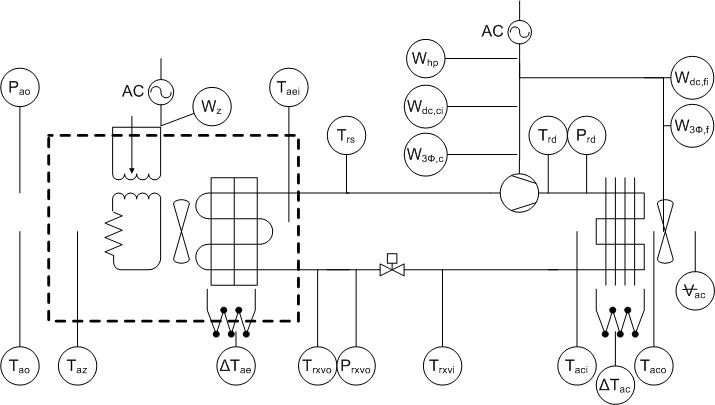 AC
W_hp
AC
P_ao
W_z
T_aei
W_dc,ci
W_dc,fi
T_rs
W_3Φ,c
T_rd
P_rd
W_3Φ,f
V_ac
T_ao
T_az
ΔT_ae
T_rxvo
P_rxvo
T_rxvi
T_aci
ΔT_ac
T_aco